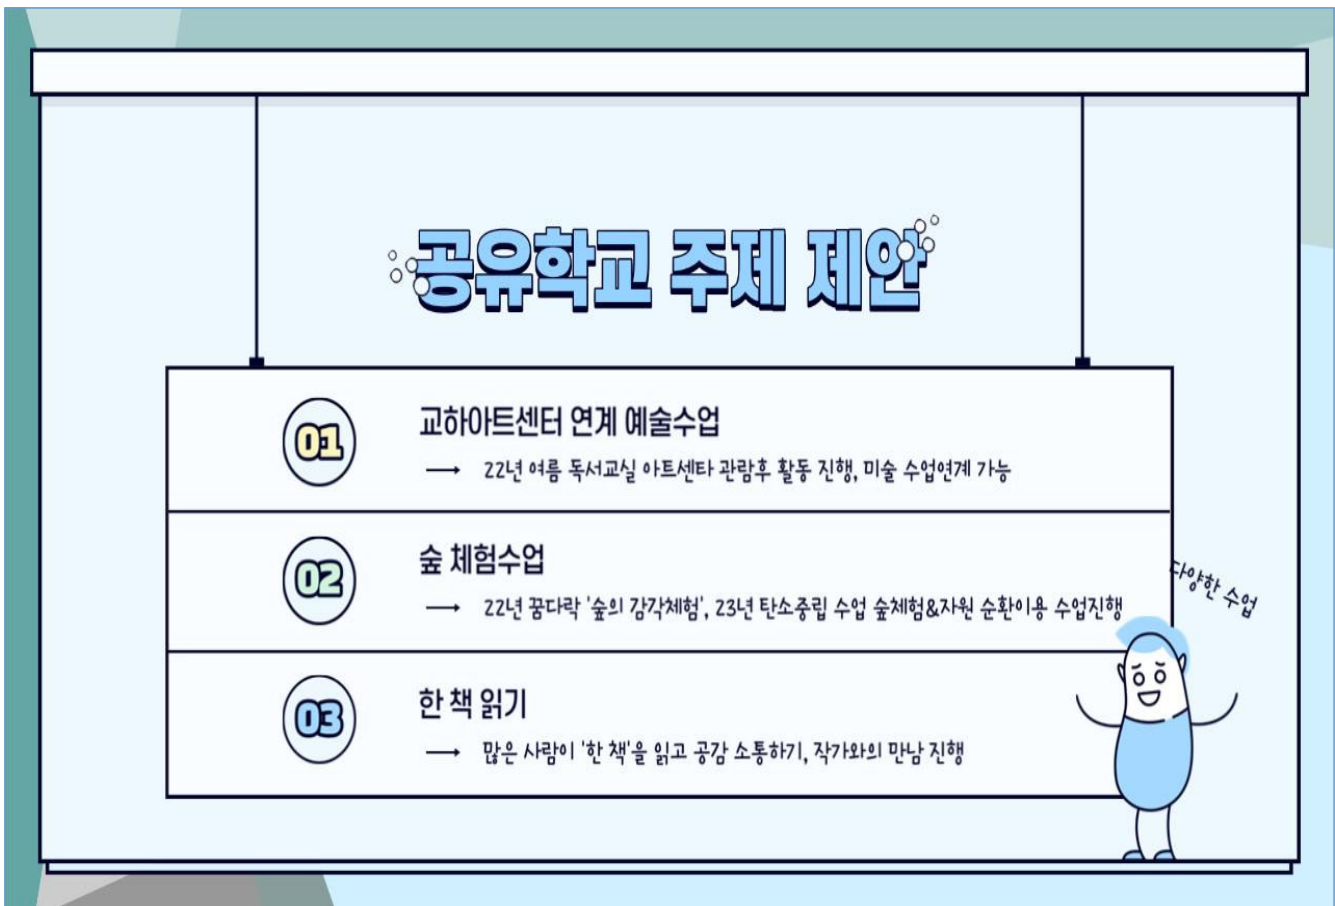 공유학교 주제 제안
01
교하아트센터 연계 예술수업
→ 22년 여름 독서교실 아트센타 관람후 활동 진행, 미술 수업연계 가능
02
숲 체험수업
→ 22년 꿈다락 '숲의 감각체험', 23년 탄소중립 수업 숲체험&자원 순환이용 수업진행
다양한 수업
03
한 책 읽기
→ 많은 사람이 '한 책'을 읽고 공감 소통하기, 작가와의 만남 진행